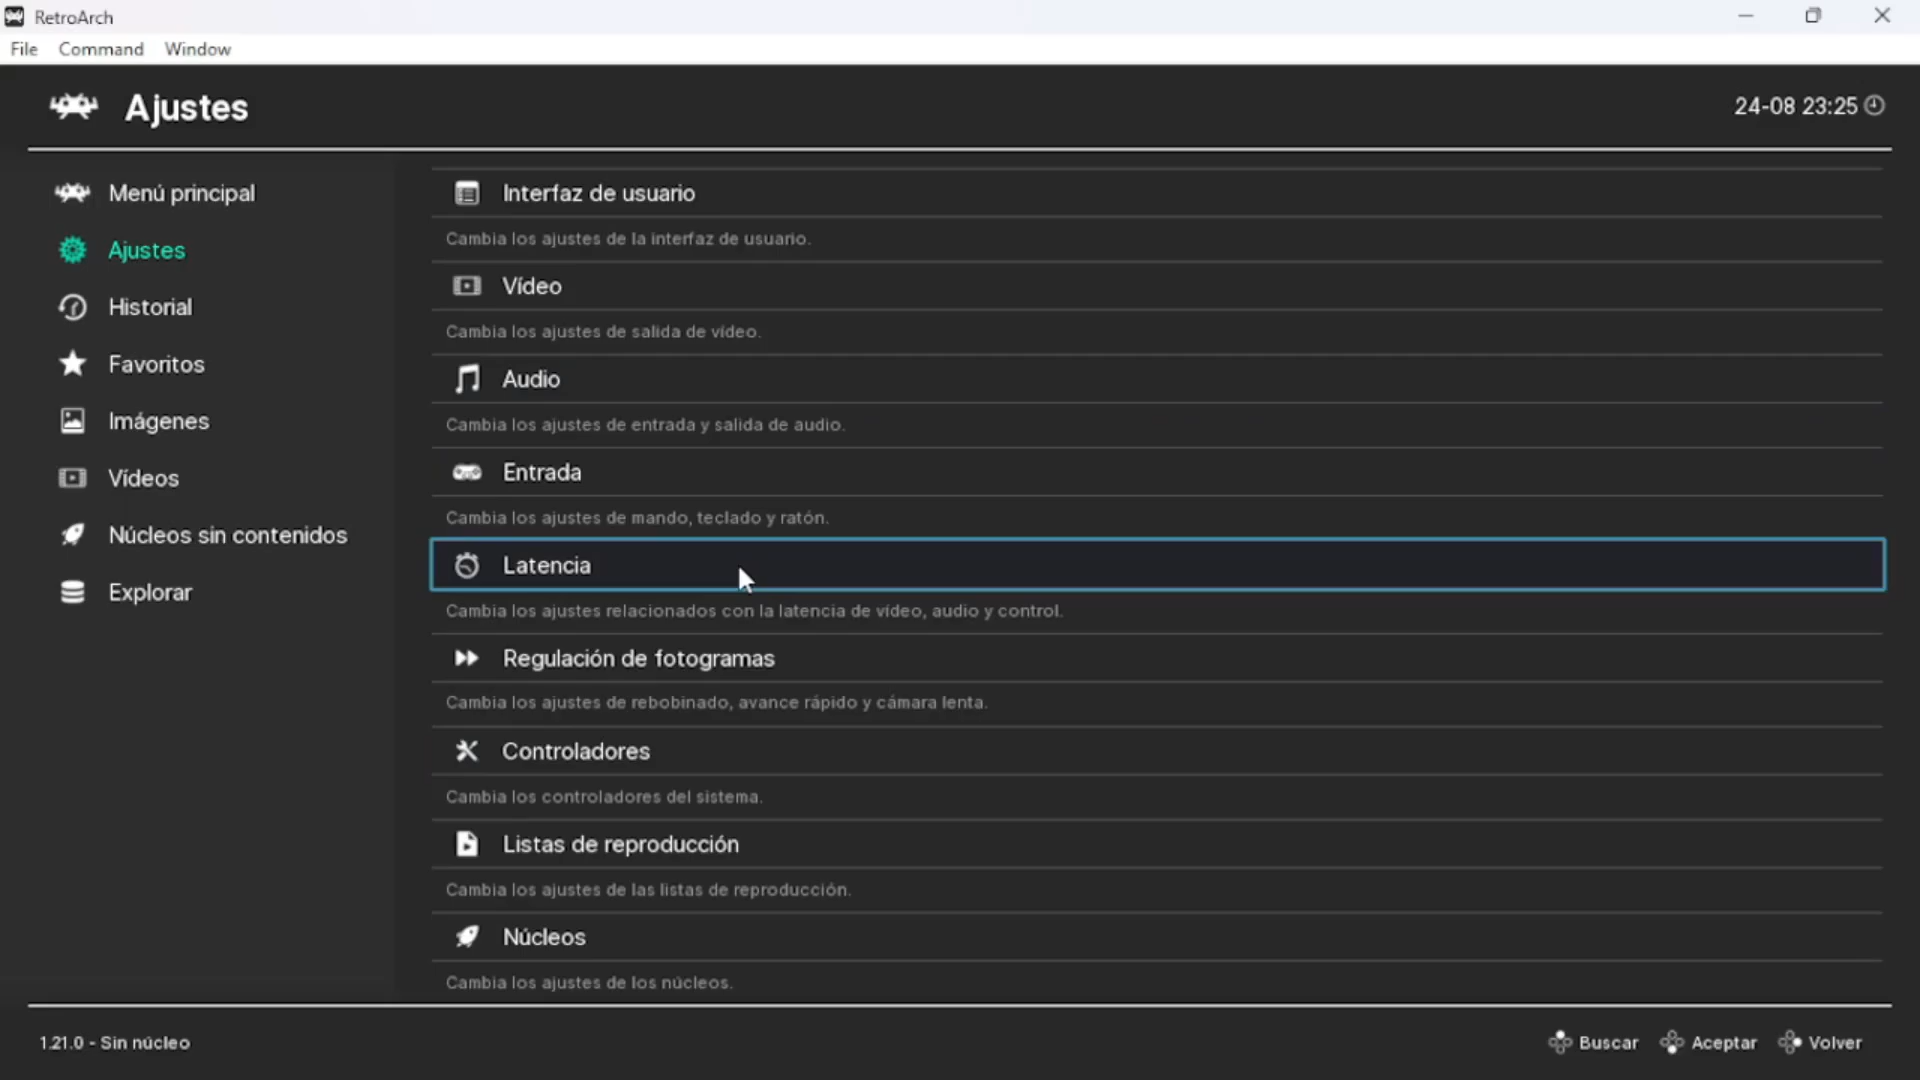 RetroArch
File Command Window
Ajustes
24-08 23:25
Menú principal
Ajustes
Historial
Favoritos
Imágenes
Vídeos
Núcleos sin contenidos
Explorar
Interfaz de usuario
Cambia los ajustes de la interfaz de usuario.
Vídeo
Cambia los ajustes de salida de vídeo.
Audio
Cambia los ajustes de entrada y salida de audio.
Entrada
Cambia los ajustes de mando, teclado y ratón.
Latencia
Cambia los ajustes relacionados con la latencia de vídeo, audio y control.
Regulación de fotogramas
Cambia los ajustes de rebobinado, avance rápido y cámara lenta.
Controladores
Cambia los controladores del sistema.
Listas de reproducción
Cambia los ajustes de las listas de reproducción.
Núcleos
Cambia los ajustes de los núcleos.
1.21.0 - Sin núcleo
Buscar Aceptar Volver